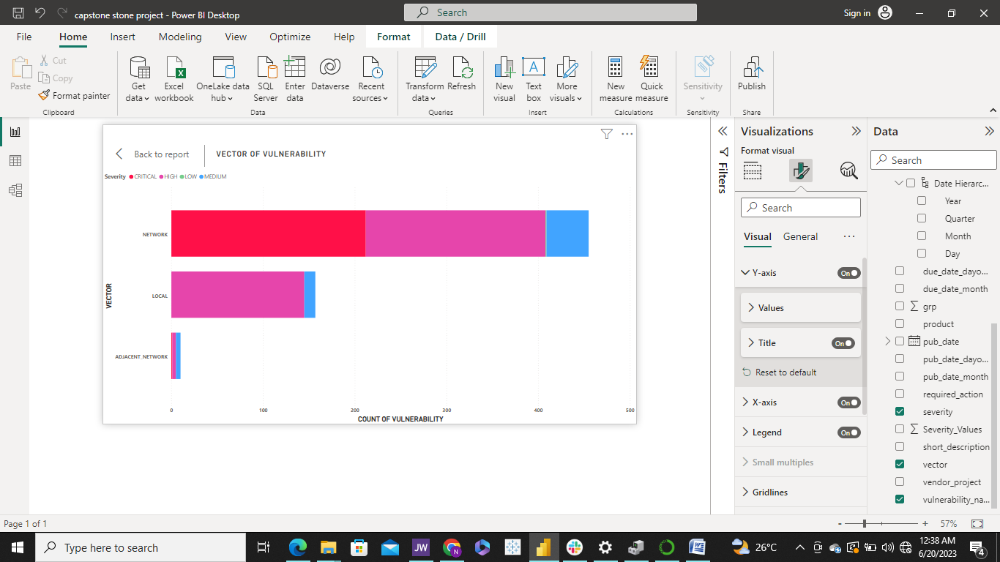 capstone stone project - Power BI Desktop
Search
Sign in
File Home Insert Modeling View Optimize Help Format Data / Drill
Paste
Cut
Copy
Format painter
Clipboard
Get data
Excel workbook
OneLake data hub
SQL Server
Enter data
Dataverse
Recent sources
Data
Transform data
Refresh
Queries
New visual
Text box
More visuals
Insert
New measure
Quick measure
Calculations
Sensitivity
Sensitivity
Publish
Share
Back to report
VECTOR OF VULNERABILITY
Severity CRITICAL HIGH LOW MEDIUM
VECTOR
NETWORK
LOCAL
ADJACENT_NETWORK
0 100 200 300 400 500
COUNT OF VULNERABILITY
Filters
Visualizations
Format visual
Search
Visual General
Y-axis On
Values
Title On
Reset to default
X-axis On
Legend On
Small multiples
Gridlines
Data
Search
Date Hierarc...
Year
Quarter
Month
Day
due_date_dayo...
due_date_month
grp
product
pub_date
pub_date_dayo...
pub_date_month
required_action
severity
Severity_Values
short_description
vector
vendor_project
vulnerability_na...
Page 1 of 1
- + 57%
Type here to search
JW
N
W
26°C
12:38 AM
6/20/2023
4